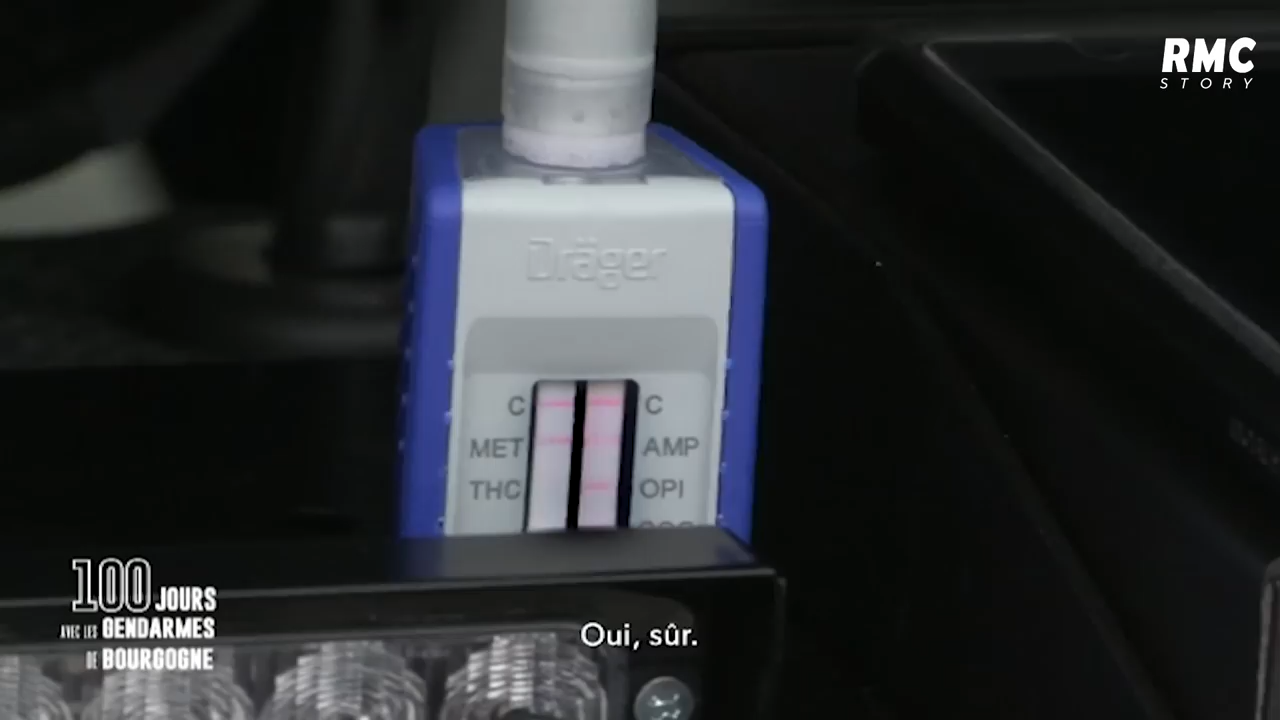 RMC
STORY
Dräger
C C
MET AMP
THC OPI
100 JOURS
AVEC LES GENDARMES
DE BOURGOGNE
Oui, sûr.